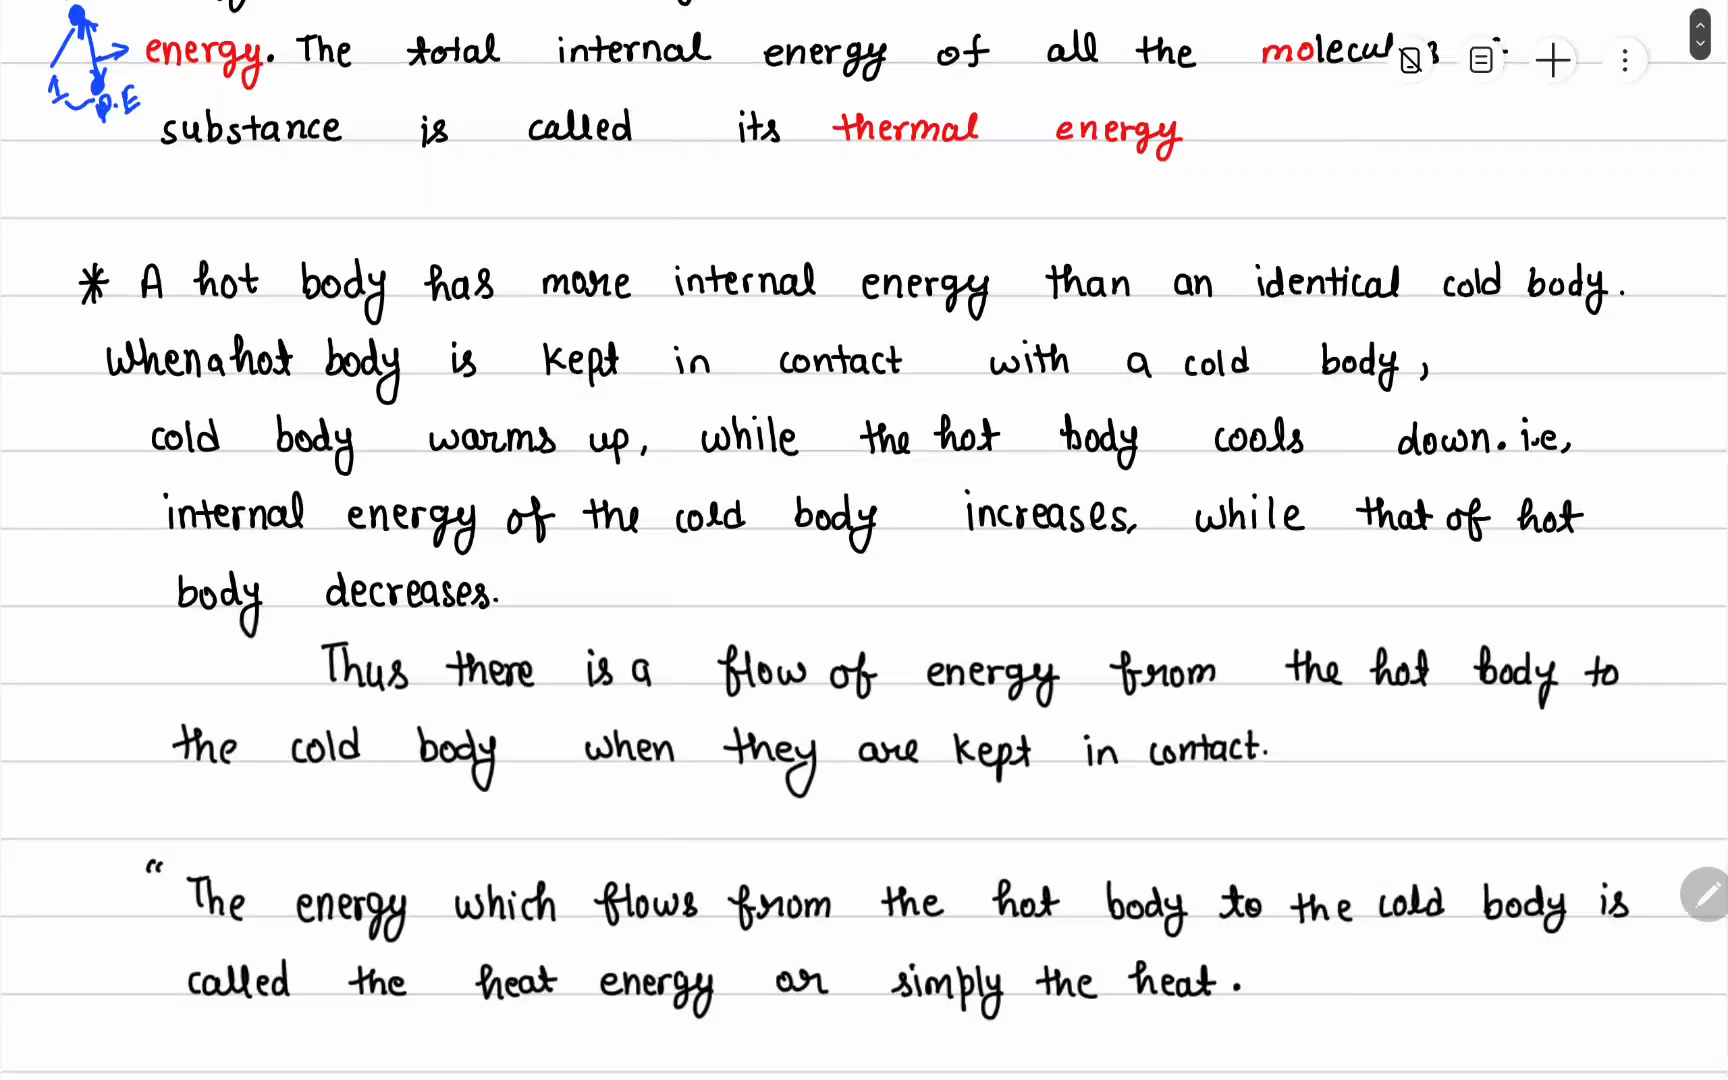 energy. The total internal energy of all the
P.E
substance is called its thermal energy
* A hot body has more internal energy than an identical cold body.
When a hot body is kept in contact with a cold body,
cold body warms up, while the hot body cools down. i.e,
internal energy of the cold body increases, while that of hot
body decreases.
Thus there is a flow of energy from the hot body to
the cold body when they are kept in contact.
“ The energy which flows from the hot body to the cold body is
called the heat energy or simply the heat.